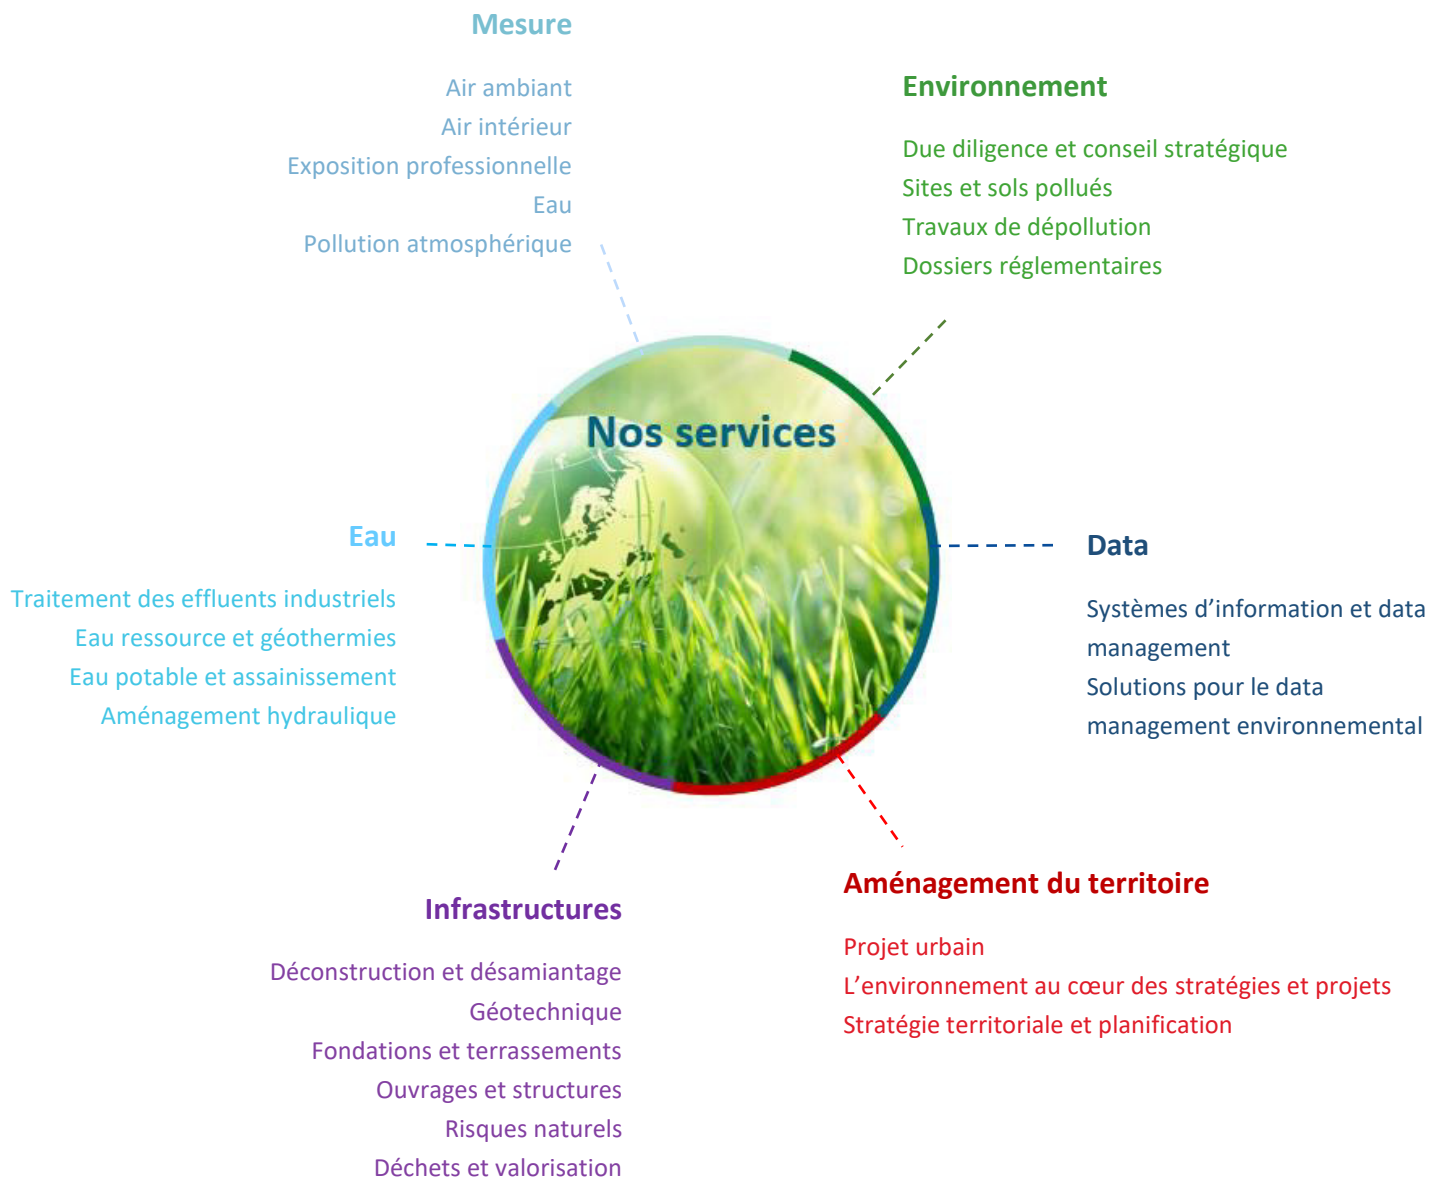 Mesure
Air ambiant
Air intérieur
Exposition professionnelle
Eau
Pollution atmosphérique
Environnement
Due diligence et conseil stratégique
Sites et sols pollués
Travaux de dépollution
Dossiers réglementaires
Nos services
Eau
Traitement des effluents industriels
Eau ressource et géothermies
Eau potable et assainissement
Aménagement hydraulique
Data
Systèmes d’information et data
management
Solutions pour le data
management environnemental
Infrastructures
Déconstruction et désamiantage
Géotechnique
Fondations et terrassements
Ouvrages et structures
Risques naturels
Déchets et valorisation
Aménagement du territoire
Projet urbain
L’environnement au cœur des stratégies et projets
Stratégie territoriale et planification